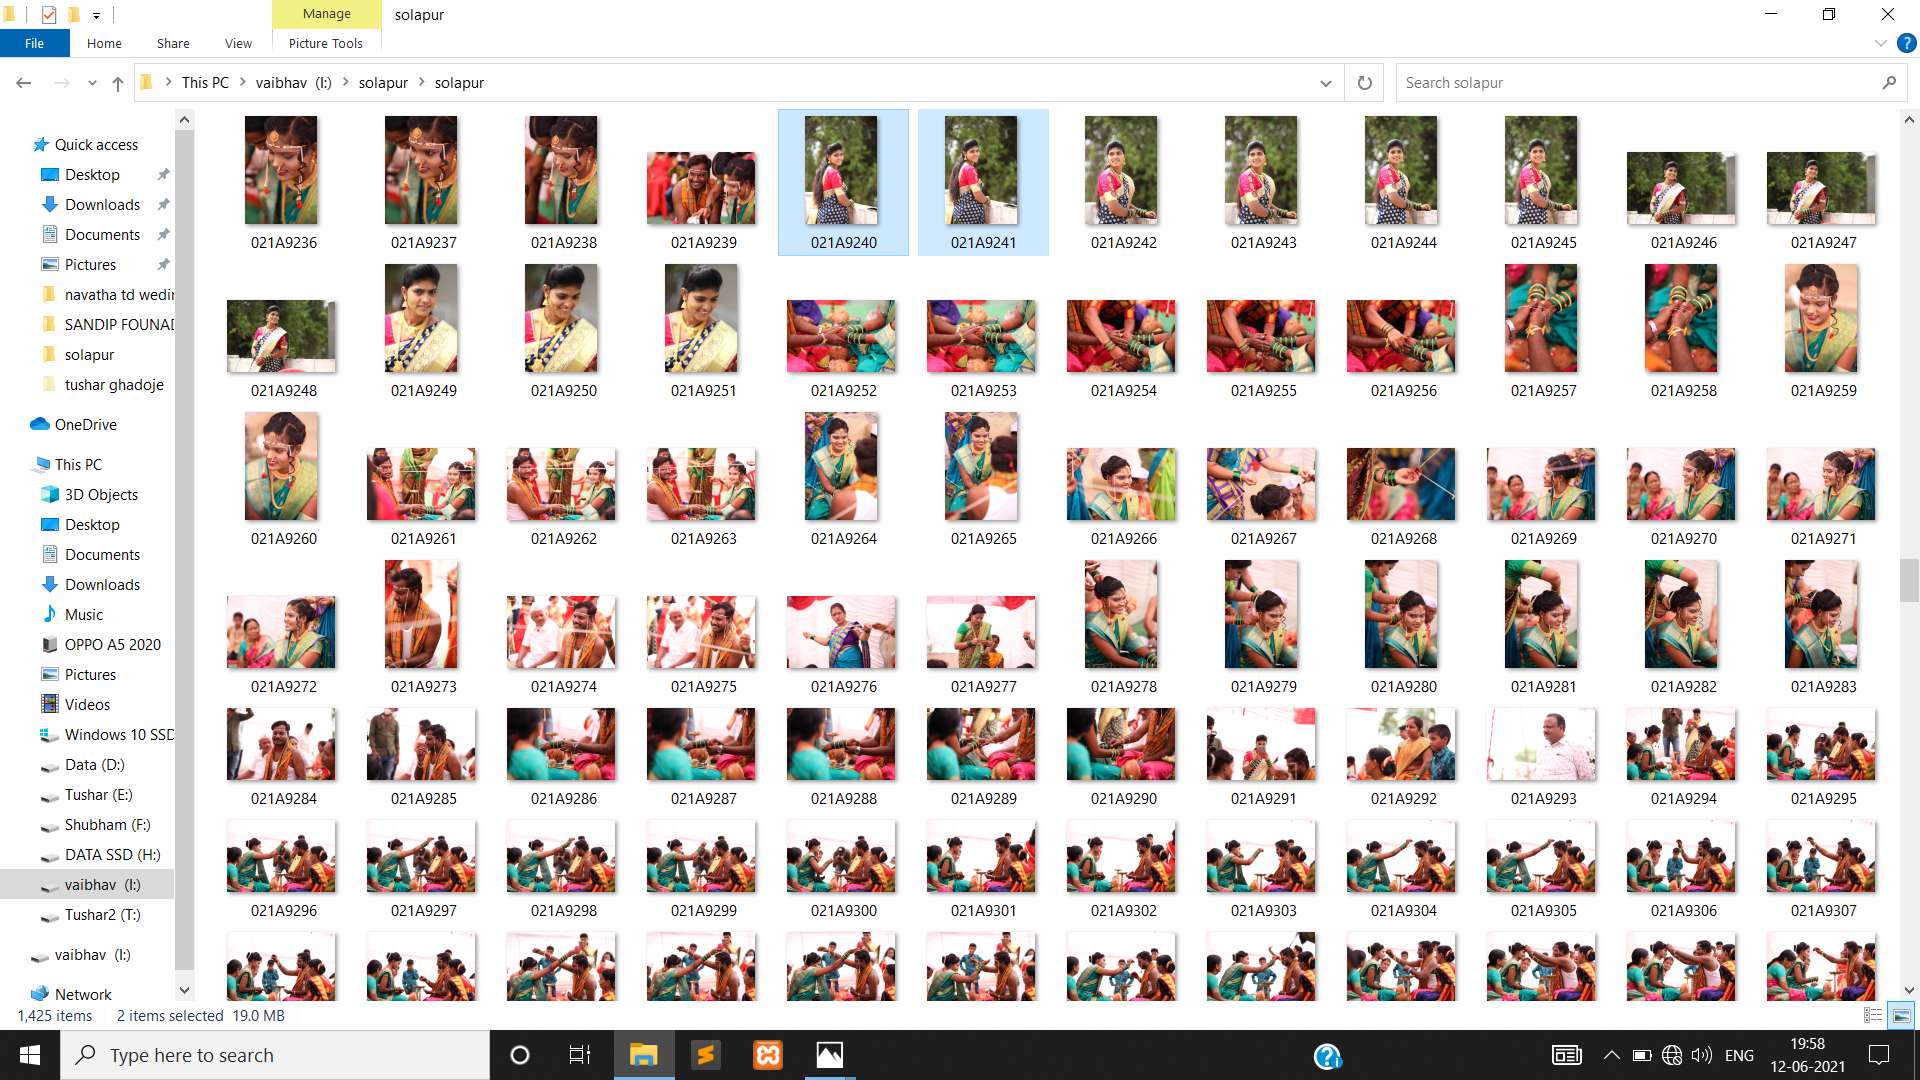 Manage
solapur
File
Home
Share
View
Picture Tools
This PC
vaibhav (I:)
solapur
solapur
Search solapur
Quick access
Desktop
Downloads
Documents
Pictures
navatha td wedin
SANDIP FOUNAD
solapur
tushar ghadoje
OneDrive
This PC
3D Objects
Desktop
Documents
Downloads
Music
OPPO A5 2020
Pictures
Videos
Windows 10 SSD
Data (D:)
Tushar (E:)
Shubham (F:)
DATA SSD (H:)
vaibhav (I:)
Tushar2 (T:)
vaibhav (I:)
Network
021A9236 021A9237 021A9238 021A9239 021A9240 021A9241 021A9242 021A9243 021A9244 021A9245 021A9246 021A9247
021A9248 021A9249 021A9250 021A9251 021A9252 021A9253 021A9254 021A9255 021A9256 021A9257 021A9258 021A9259
021A9260 021A9261 021A9262 021A9263 021A9264 021A9265 021A9266 021A9267 021A9268 021A9269 021A9270 021A9271
021A9272 021A9273 021A9274 021A9275 021A9276 021A9277 021A9278 021A9279 021A9280 021A9281 021A9282 021A9283
021A9284 021A9285 021A9286 021A9287 021A9288 021A9289 021A9290 021A9291 021A9292 021A9293 021A9294 021A9295
021A9296 021A9297 021A9298 021A9299 021A9300 021A9301 021A9302 021A9303 021A9304 021A9305 021A9306 021A9307
1,425 items 2 items selected 19.0 MB
Type here to search
ENG
19:58
12-06-2021